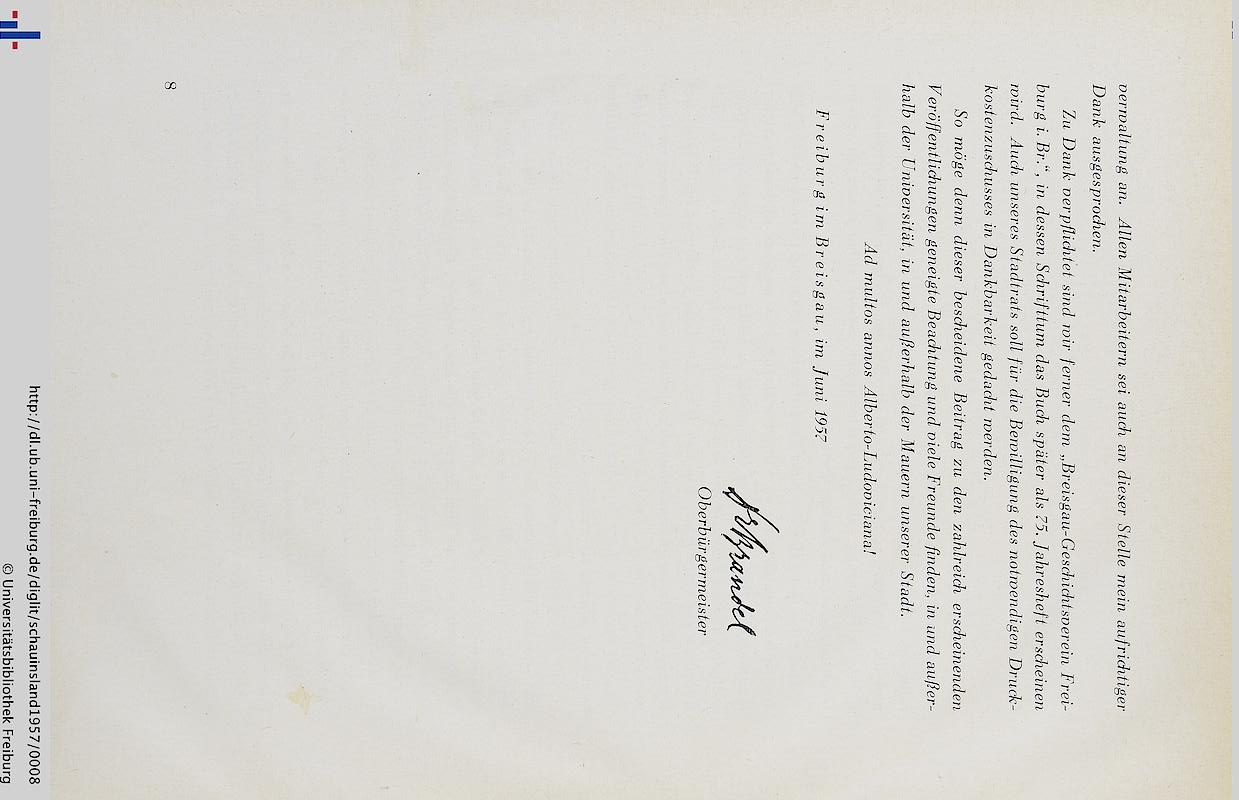 verwaltung an. Allen Mitarbeitern sei auch an dieser Stelle mein aufrichtiger
Dank ausgesprochen.
Zu Dank verpflichtet sind wir ferner dem „Breisgau-Geschichtsverein Frei-
burg i. Br.“, in dessen Schrifttum das Buch später als 75. Jahresheft erscheinen
wird. Auch unseres Stadtrats soll für die Bewilligung des notwendigen Druck-
kostenzuschusses in Dankbarkeit gedacht werden.
So möge denn dieser bescheidene Beitrag zu den zahlreich erscheinenden
Veröffentlichungen geneigte Beachtung und viele Freunde finden, in und außer-
halb der Universität, in und außerhalb der Mauern unserer Stadt.
Ad multos annos Alberto-Ludoviciana!
Freiburg im Breisgau, im Juni 1957
Dr Brandel
Oberbürgermeister
8
http://dl.ub.uni-freiburg.de/diglit/schauinsland1957/0008
© Universitätsbibliothek Freiburg